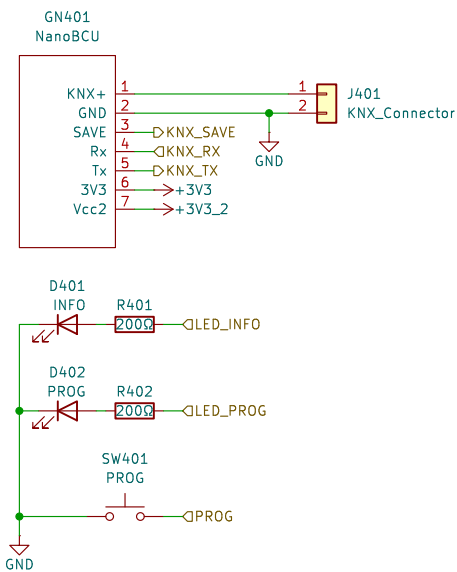 GN401
NanoBCU
KNX+ 1
GND 2
SAVE 3 KNX_SAVE
Rx 4 KNX_RX
Tx 5 KNX_TX
3V3 6 +3V3
Vcc2 7 +3V3_2
1 J401
2 KNX_Connector
GND
D401
INFO
R401
200Ω
LED_INFO
D402
PROG
R402
200Ω
LED_PROG
SW401
PROG
PROG
GND